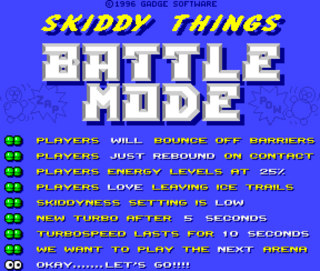 ©1996 GADGE SOFTWARE
SKIDDY THINGS
BATTLE
MODE
ZAP
POW
PLAYERS WILL BOUNCE OFF BARRIERS
PLAYERS JUST REBOUND ON CONTACT
PLAYERS ENERGY LEVELS AT 25%
PLAYERS LOVE LEAVING ICE TRAILS
SKIDDYNESS SETTING IS LOW
NEW TURBO AFTER 5 SECONDS
TURBOSPEED LASTS FOR 10 SECONDS
WE WANT TO PLAY THE NEXT ARENA
OKAY.......LET'S GO!!!!